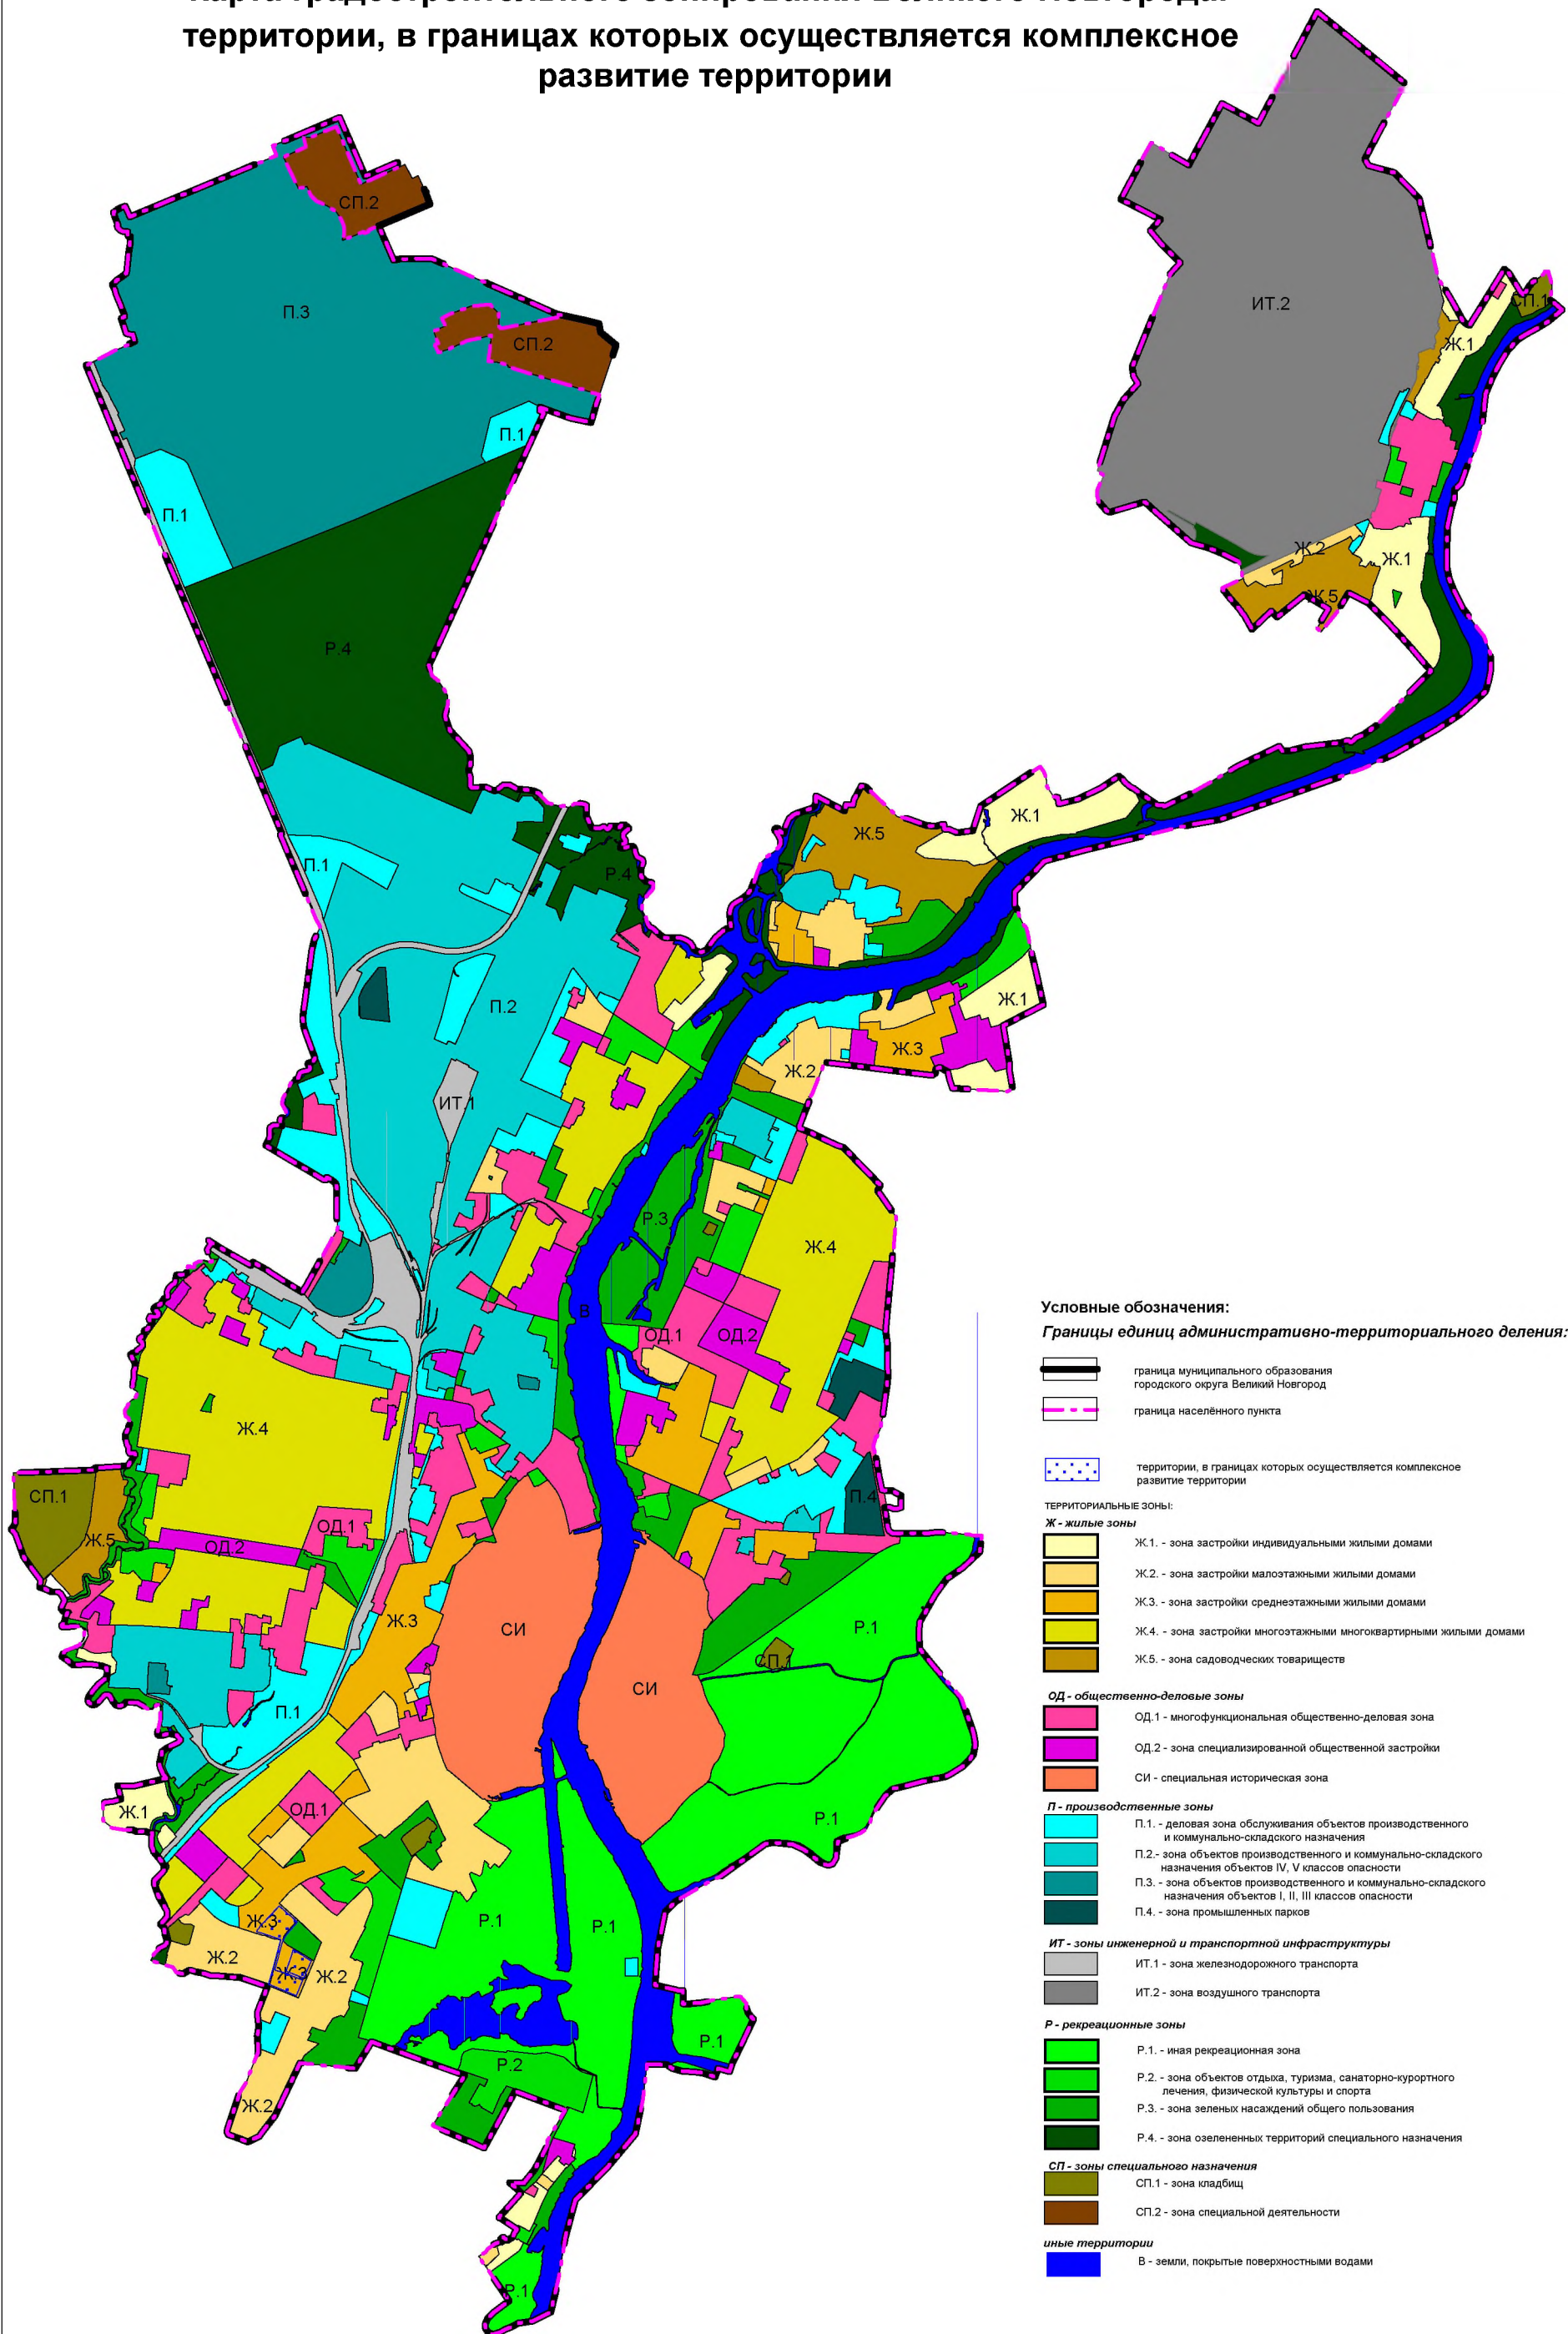 Карта градостроительного зонирования Великого Новгорода:
территории, в границах которых осуществляется комплексное
развитие территории
СП.2
П.3
СП.2
П.1
П.1
Р.4
ИТ.2
СП.1
Ж.1
Ж.2
Ж.1
Ж.5
Ж.5
Ж.1
П.1
Р.4
П.2
Ж.1
Ж.3
Ж.2
ИТ.1
Р.3
Ж.4
В
ОД.1
ОД.2
Ж.4
СП.1
Ж.5
ОД.1
ОД.2
П.4
Ж.3
СИ
Р.1
СП.1
СИ
П.1
Ж.1
ОД.1
Р.1
Р.1
Р.1
Ж.3
Ж.2
Ж.3
Ж.2
Р.1
Р.2
Ж.2
Р.1
Условные обозначения:
Границы единиц административно-территориального деления:
граница муниципального образования
городского округа Великий Новгород
граница населённого пункта
территории, в границах которых осуществляется комплексное
развитие территории
ТЕРРИТОРИАЛЬНЫЕ ЗОНЫ:
Ж - жилые зоны
Ж.1. - зона застройки индивидуальными жилыми домами
Ж.2. - зона застройки малоэтажными жилыми домами
Ж.3. - зона застройки среднеэтажными жилыми домами
Ж.4. - зона застройки многоэтажными многоквартирными жилыми домами
Ж.5. - зона садоводческих товариществ
ОД - общественно-деловые зоны
ОД.1 - многофункциональная общественно-деловая зона
ОД.2 - зона специализированной общественной застройки
СИ - специальная историческая зона
П - производственные зоны
П.1. - деловая зона обслуживания объектов производственного
и коммунально-складского назначения
П.2.- зона объектов производственного и коммунально-складского
назначения объектов IV, V классов опасности
П.3. - зона объектов производственного и коммунально-складского
назначения объектов I, II, III классов опасности
П.4. - зона промышленных парков
ИТ - зоны инженерной и транспортной инфраструктуры
ИТ.1 - зона железнодорожного транспорта
ИТ.2 - зона воздушного транспорта
Р - рекреационные зоны
Р.1. - иная рекреационная зона
Р.2. - зона объектов отдыха, туризма, санаторно-курортного
лечения, физической культуры и спорта
Р.3. - зона зеленых насаждений общего пользования
Р.4. - зона озелененных территорий специального назначения
СП - зоны специального назначения
СП.1 - зона кладбищ
СП.2 - зона специальной деятельности
иные территории
В - земли, покрытые поверхностными водами